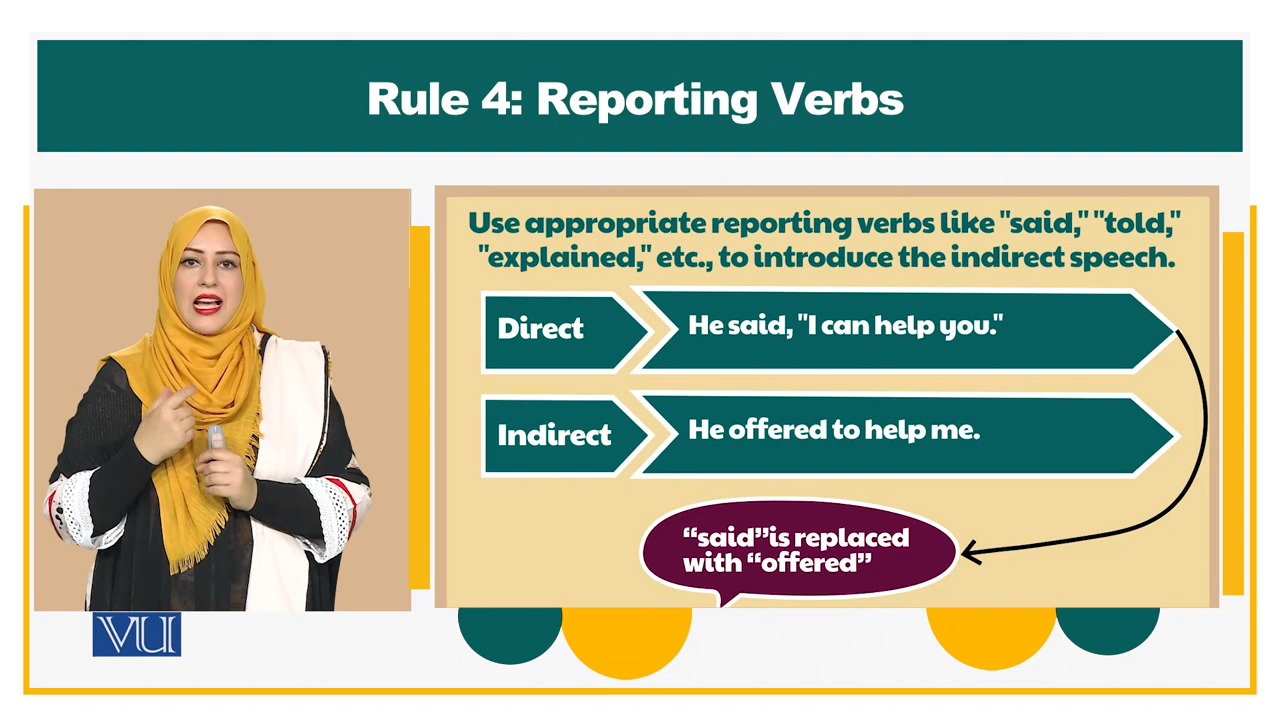 Rule 4: Reporting Verbs
Use appropriate reporting verbs like "said," "told,"
"explained," etc., to introduce the indirect speech.
Direct
He said, "I can help you."
Indirect
He offered to help me.
“said”is replaced
with “offered”
VU